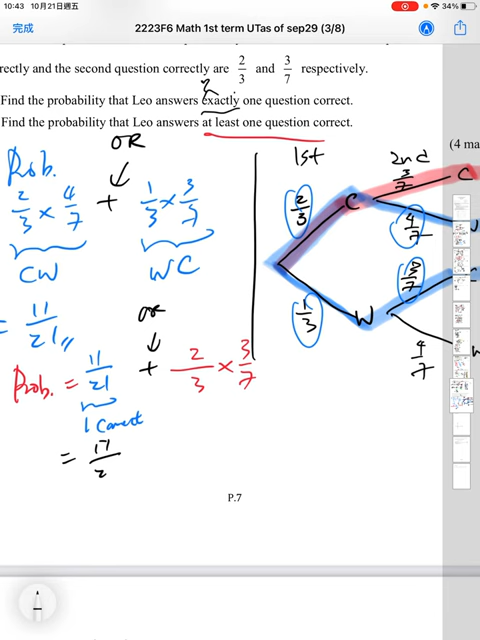 10:43 10月21日週五 34%
完成 2223F6 Math 1st term UTas of sep29 (3/8)
rectly and the second question correctly are 2/3 and 3/7 respectively.
Find the probability that Leo answers exactly one question correct.
Find the probability that Leo answers at least one question correct.
(4 ma
OR
Prob.
2/3 × 4/7 + 1/3 × 3/7
CW WC
= 11/21
OR
Prob. = 11/21 + 2/3 × 3/7
1 correct
= 17/2
1st 2nd
3/7
2/3 C C
4/7
3/7
1/3 W
4/7
P.7